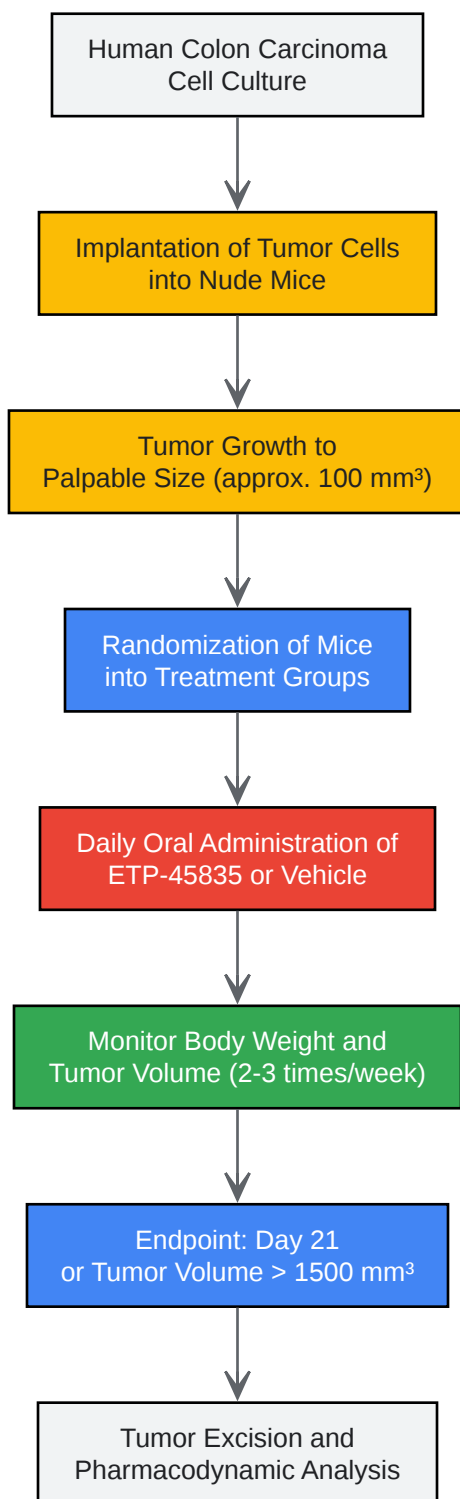 Human Colon Carcinoma
Cell Culture
Implantation of Tumor Cells
into Nude Mice
Tumor Growth to
Palpable Size (approx. 100 mm³)
Randomization of Mice
into Treatment Groups
Daily Oral Administration of
ETP-45835 or Vehicle
Monitor Body Weight and
Tumor Volume (2-3 times/week)
Endpoint: Day 21
or Tumor Volume > 1500 mm³
Tumor Excision and
Pharmacodynamic Analysis